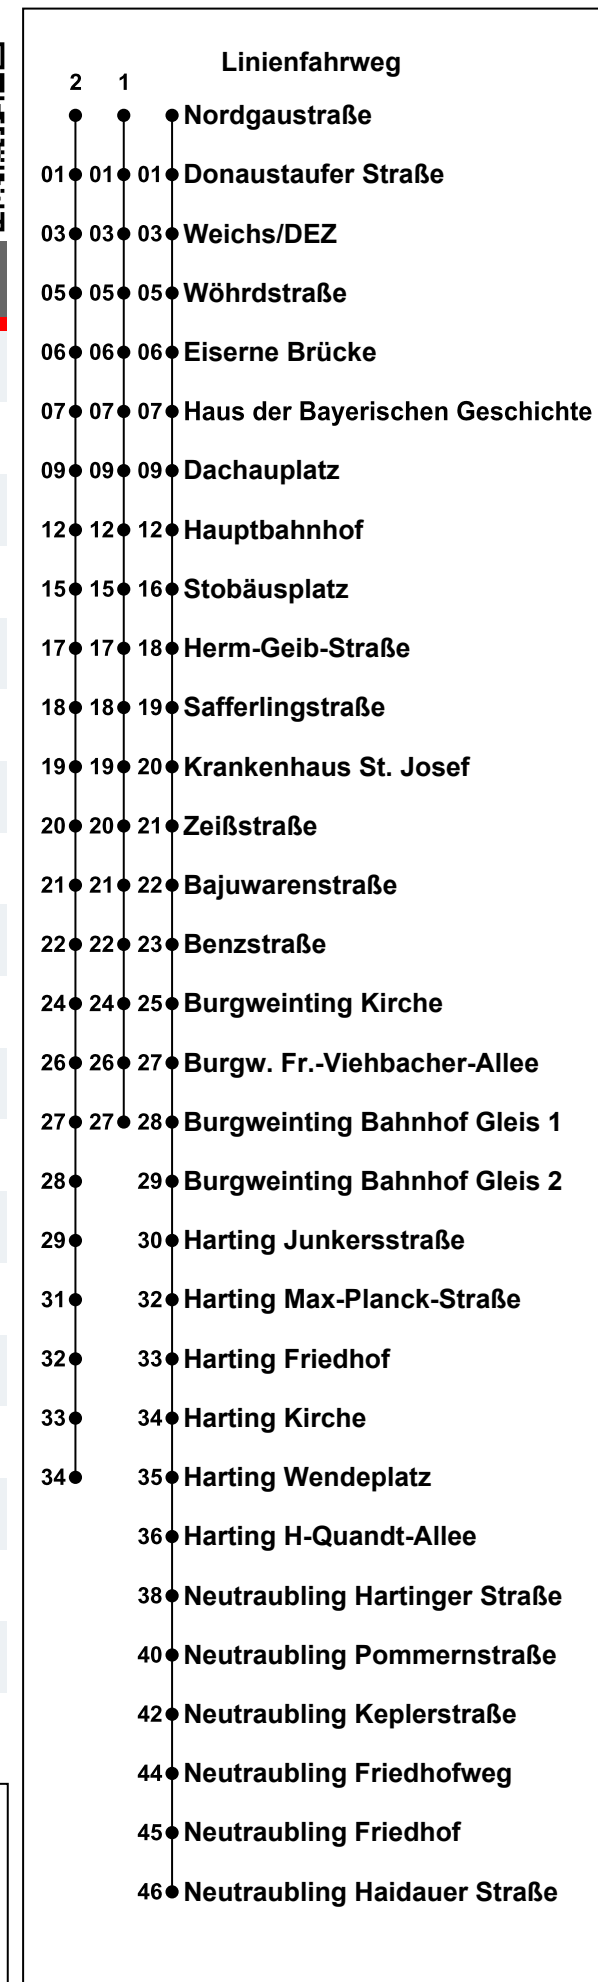 Linienfahrweg
2 1
Nordgaustraße
01 01 01 Donaustaufer Straße
03 03 03 Weichs/DEZ
05 05 05 Wöhrdstraße
06 06 06 Eiserne Brücke
07 07 07 Haus der Bayerischen Geschichte
09 09 09 Dachauplatz
12 12 12 Hauptbahnhof
15 15 16 Stobäusplatz
17 17 18 Herm-Geib-Straße
18 18 19 Safferlingstraße
19 19 20 Krankenhaus St. Josef
20 20 21 Zeißstraße
21 21 22 Bajuwarenstraße
22 22 23 Benzstraße
24 24 25 Burgweinting Kirche
26 26 27 Burgw. Fr.-Viehbacher-Allee
27 27 28 Burgweinting Bahnhof Gleis 1
28 29 Burgweinting Bahnhof Gleis 2
29 30 Harting Junkersstraße
31 32 Harting Max-Planck-Straße
32 33 Harting Friedhof
33 34 Harting Kirche
34 35 Harting Wendeplatz
36 Harting H-Quandt-Allee
38 Neutraubling Hartinger Straße
40 Neutraubling Pommernstraße
42 Neutraubling Keplerstraße
44 Neutraubling Friedhofweg
45 Neutraubling Friedhof
46 Neutraubling Haidauer Straße